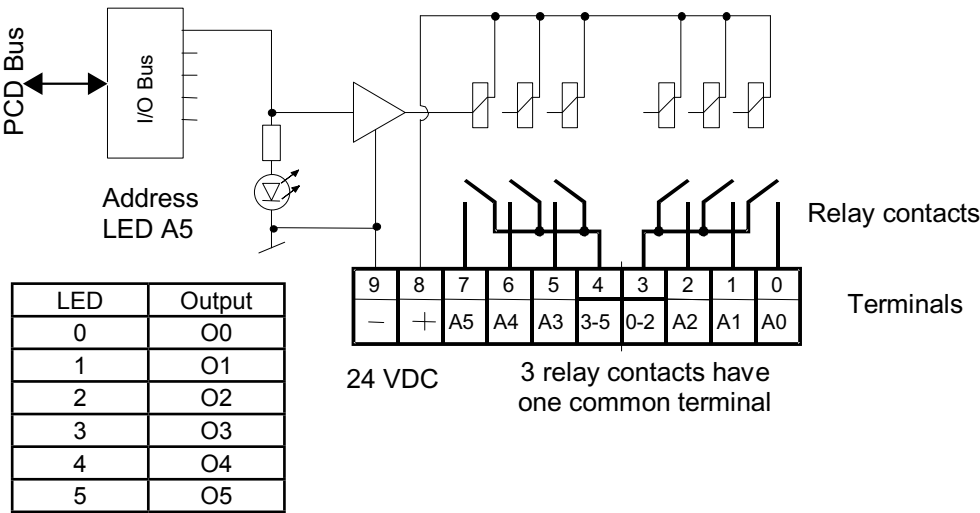 PCD Bus
I/O Bus
Address
LED A5
Relay contacts
9 8 7 6 5 4 3 2 1 0
− + A5 A4 A3 3-5 0-2 A2 A1 A0
Terminals
24 VDC
3 relay contacts have
one common terminal
LED Output
0 O0
1 O1
2 O2
3 O3
4 O4
5 O5